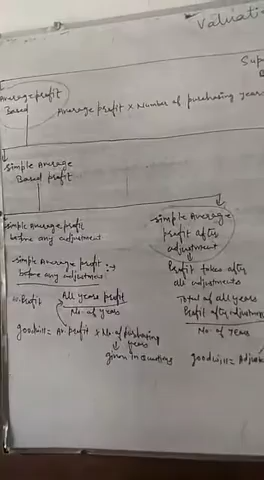 Valuati
Sup
Average profit
Based
Average profit × Number of purchasing years
simple Average
Based profit
simple Average profit
before any adjustment
simple Average
profit after
adjustment
simple Average profit
before any adjustment :→
Profit takes after
all adjustments
Av. Profit
All years profit
No. of years
Total of all years
Profit after adjustmen
No. of years
goodwill = Av. profit × No. of purchasing
years
given in Question
goodwill = Adjus